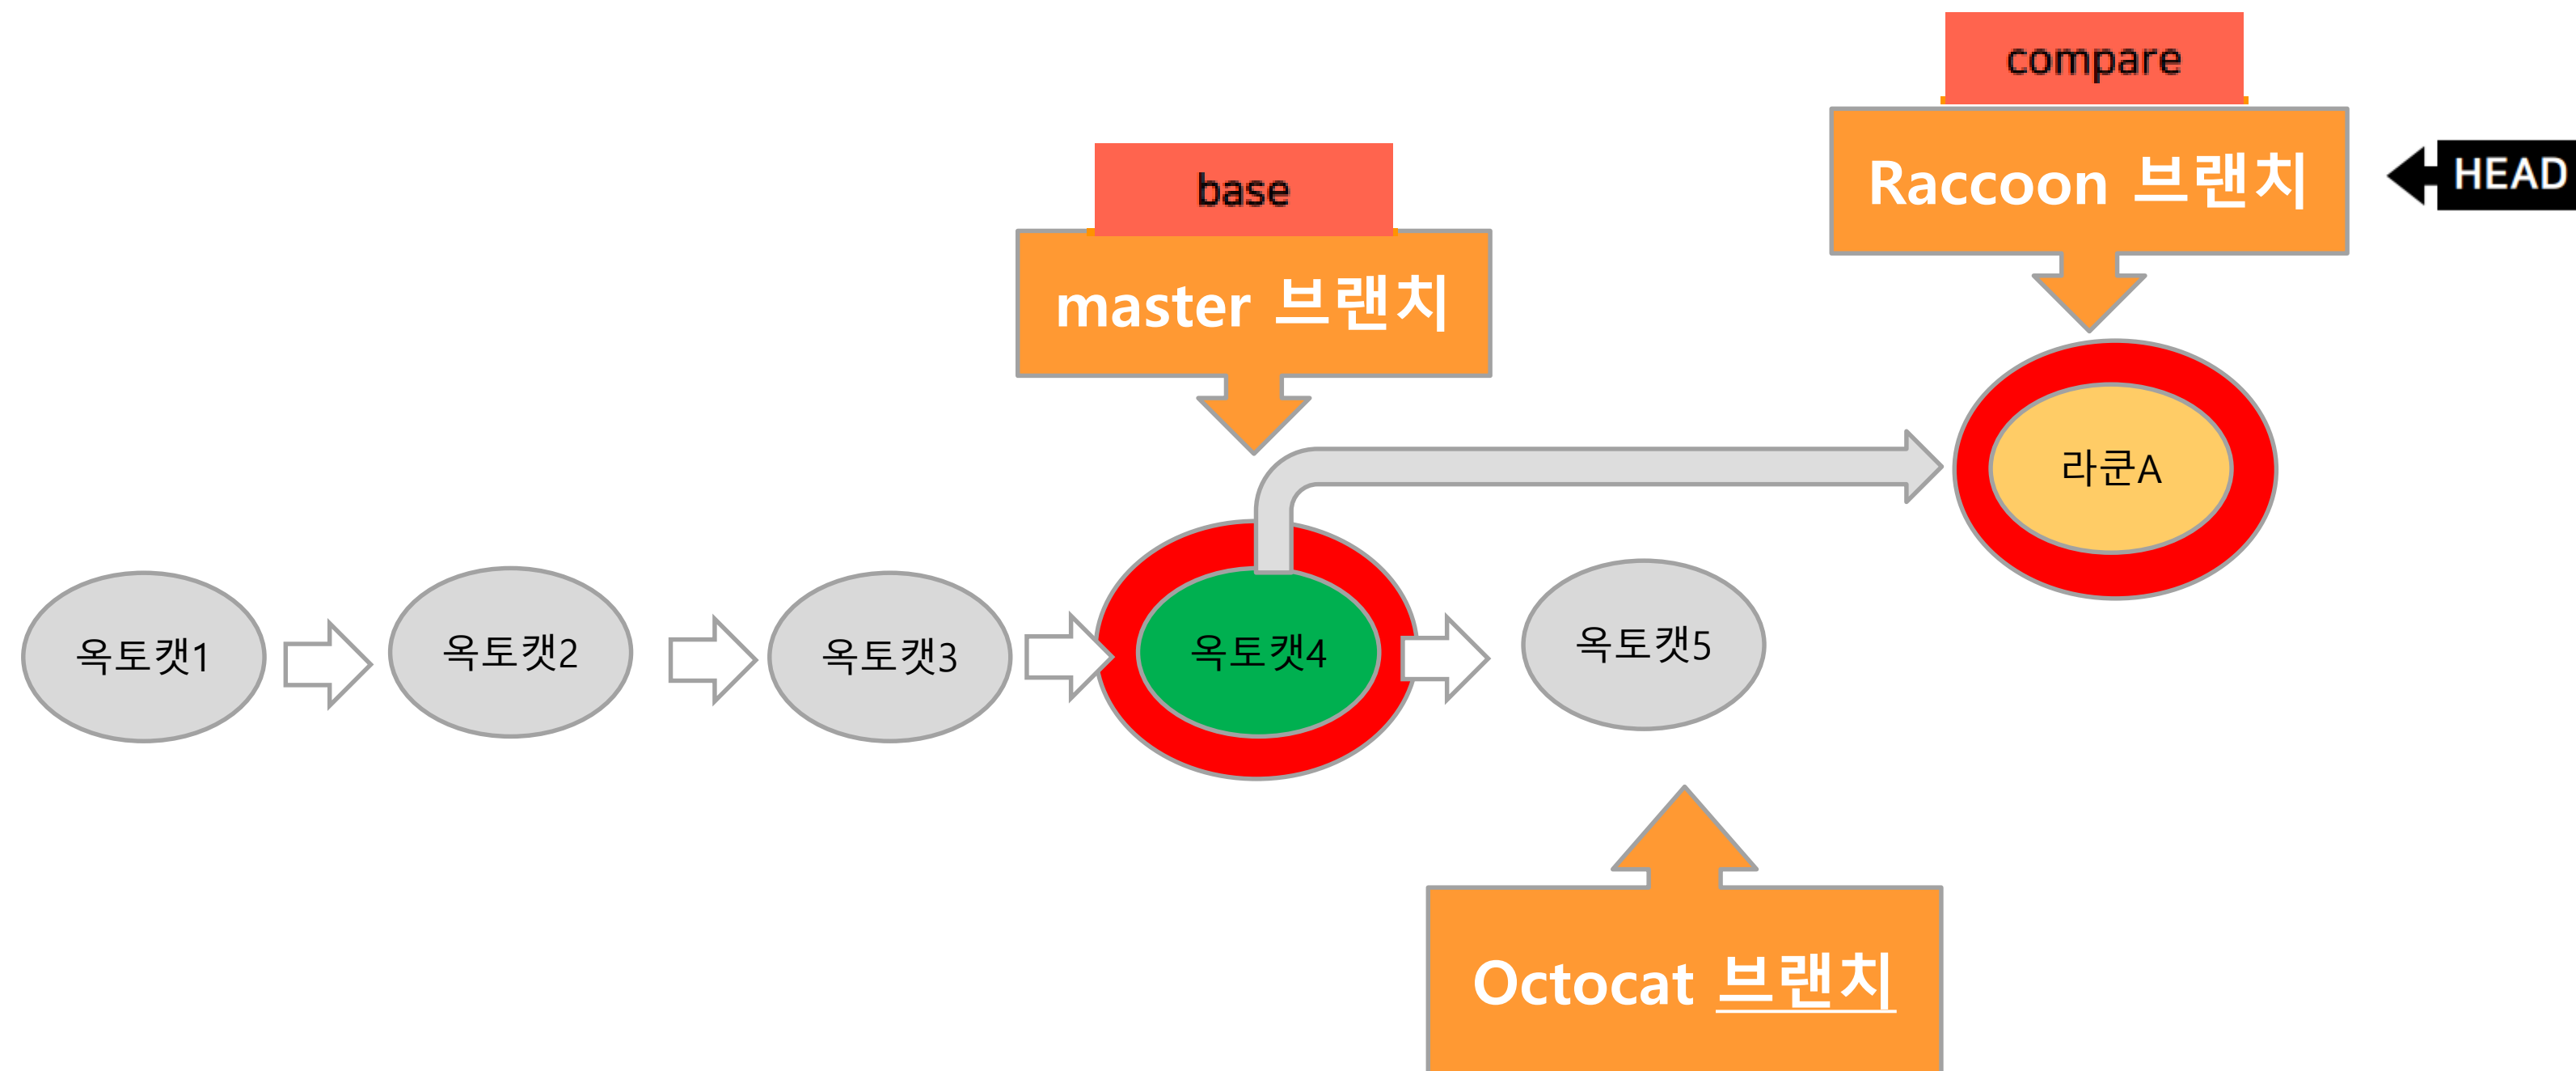 compare
Raccoon 브랜치
HEAD
base
master 브랜치
라쿤A
옥토캣1
옥토캣2
옥토캣3
옥토캣4
옥토캣5
Octocat 브랜치